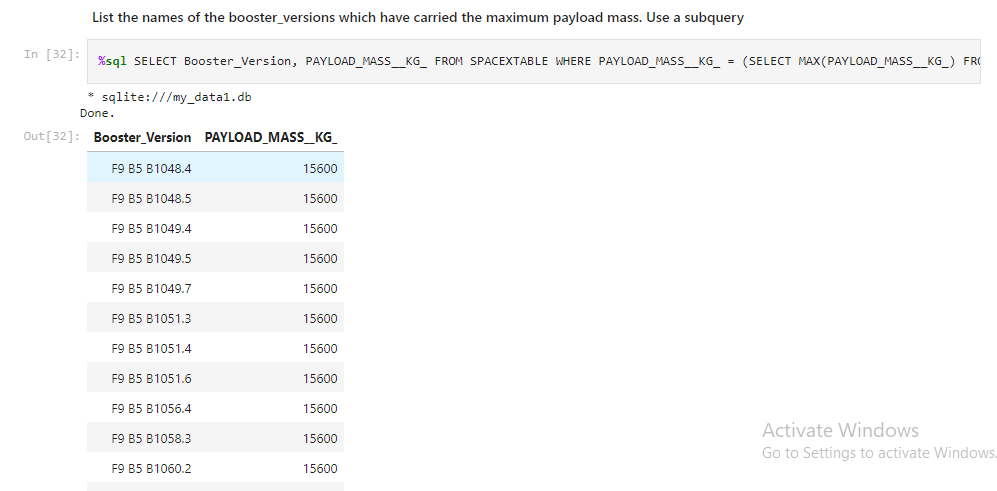 List the names of the booster_versions which have carried the maximum payload mass. Use a subquery
In [32]: %sql SELECT Booster_Version, PAYLOAD_MASS__KG_ FROM SPACEXTABLE WHERE PAYLOAD_MASS__KG_ = (SELECT MAX(PAYLOAD_MASS__KG_) FRO
* sqlite:///my_data1.db
Done.
Out[32]: Booster_Version PAYLOAD_MASS__KG_
F9 B5 B1048.4 15600
F9 B5 B1048.5 15600
F9 B5 B1049.4 15600
F9 B5 B1049.5 15600
F9 B5 B1049.7 15600
F9 B5 B1051.3 15600
F9 B5 B1051.4 15600
F9 B5 B1051.6 15600
F9 B5 B1056.4 15600
F9 B5 B1058.3 15600
F9 B5 B1060.2 15600
Activate Windows
Go to Settings to activate Windows.